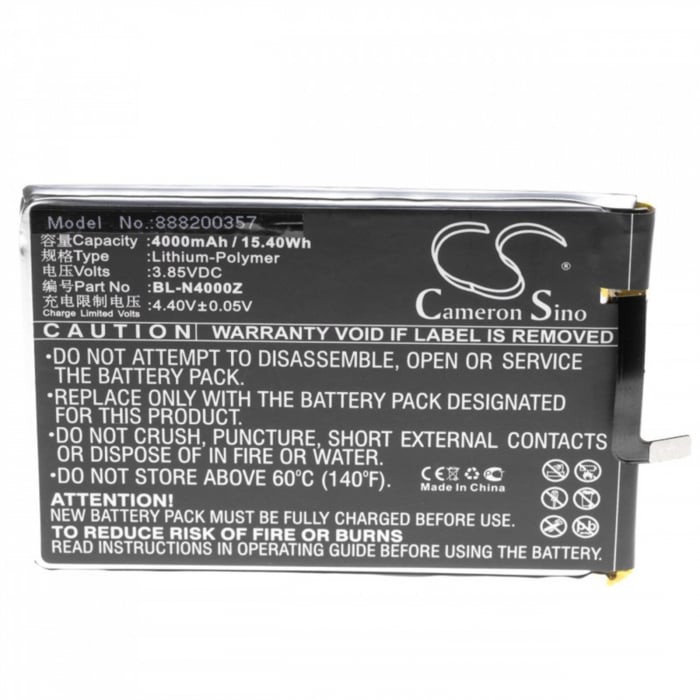 Model No.:888200357
容量Capacity :4000mAh / 15.40Wh
规格Type :Lithium-Polymer
电压Volts :3.85VDC
编号Part No. :BL-N4000Z
充电限制电压 :4.40V±0.05V
Charge Limited Volts
CS
®
Cameron Sino
CAUTION WARRANTY VOID IF LABEL IS REMOVED
•DO NOT ATTEMPT TO DISASSEMBLE, OPEN OR SERVICE
THE BATTERY PACK.
•REPLACE ONLY WITH THE BATTERY DESIGNATED
FOR THIS PRODUCT.
•DO NOT CRUSH, PUNCTURE, SHORT EXTERNAL CONTACTS
OR DISPOSE OF IN FIRE OR WATER.
•DO NOT STORE ABOVE 60°C (140°F).
CE
Made In China
ATTENTION!
NEW BATTERY PACK MUST BE FULLY CHARGED BEFORE USE.
TO REDUCE RISK OF FIRE OR BURNS
BATTERY PACK IN OPERATING GUIDE BEFORE USING.